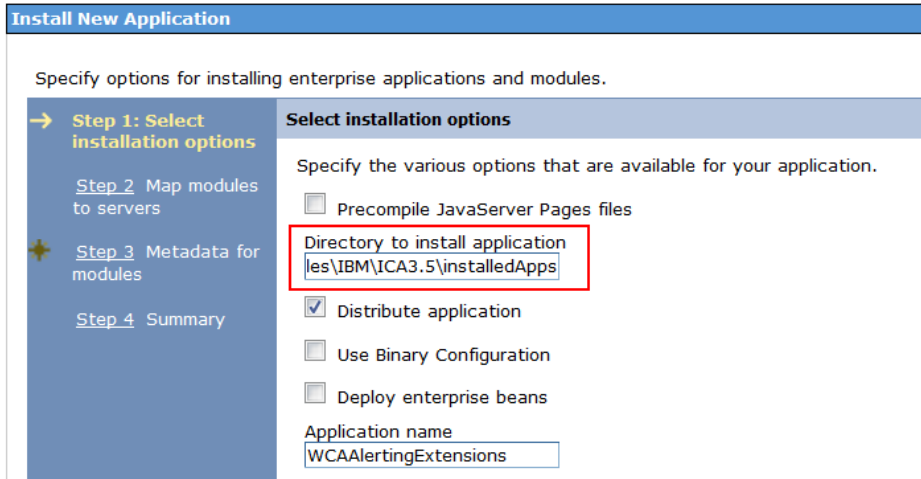 Install New Application
Specify options for installing enterprise applications and modules.
Step 1: Select
installation options
Step 2 Map modules
to servers
Step 3 Metadata for
modules
Step 4 Summary
Select installation options
Specify the various options that are available for your application.
Precompile JavaServer Pages files
Directory to install application
les\IBM\ICA3.5\installedApps
Distribute application
Use Binary Configuration
Deploy enterprise beans
Application name
WCAAlertingExtensions